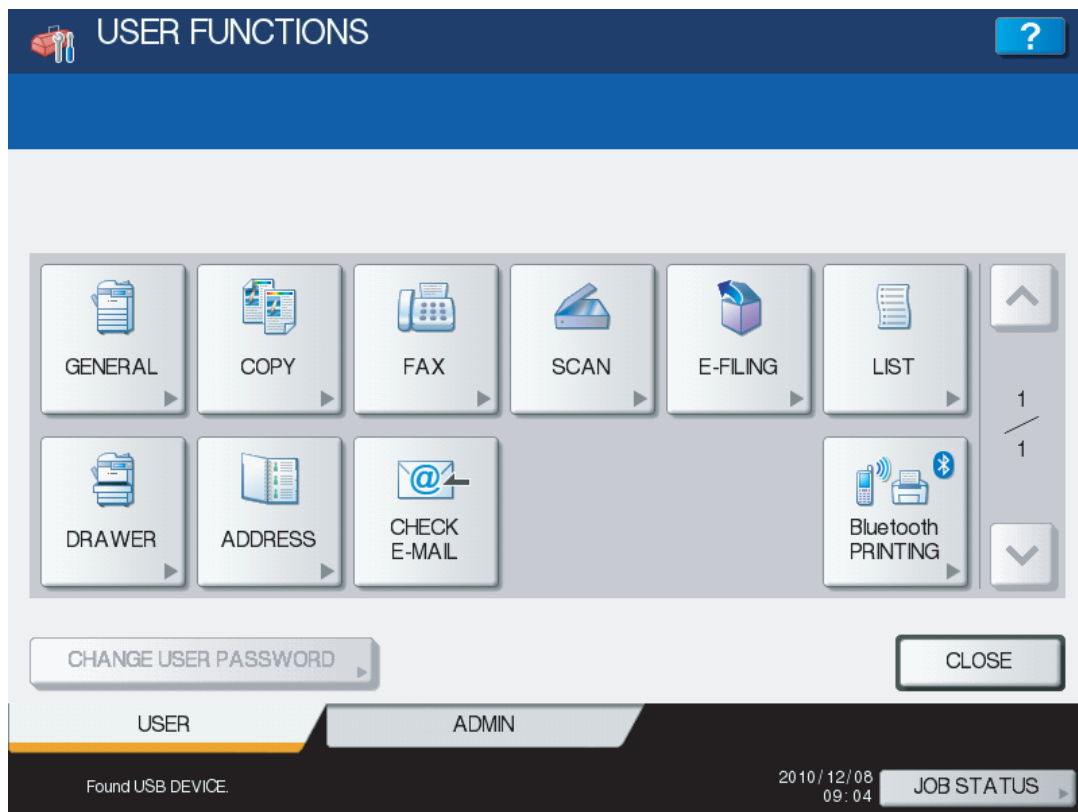 USER FUNCTIONS
?
GENERAL
COPY
FAX
SCAN
E-FILING
LIST
1
1
DRAWER
ADDRESS
@
CHECK
E-MAIL
Bluetooth
PRINTING
CHANGE USER PASSWORD
CLOSE
USER
ADMIN
Found USB DEVICE.
2010/12/08
09:04
JOB STATUS